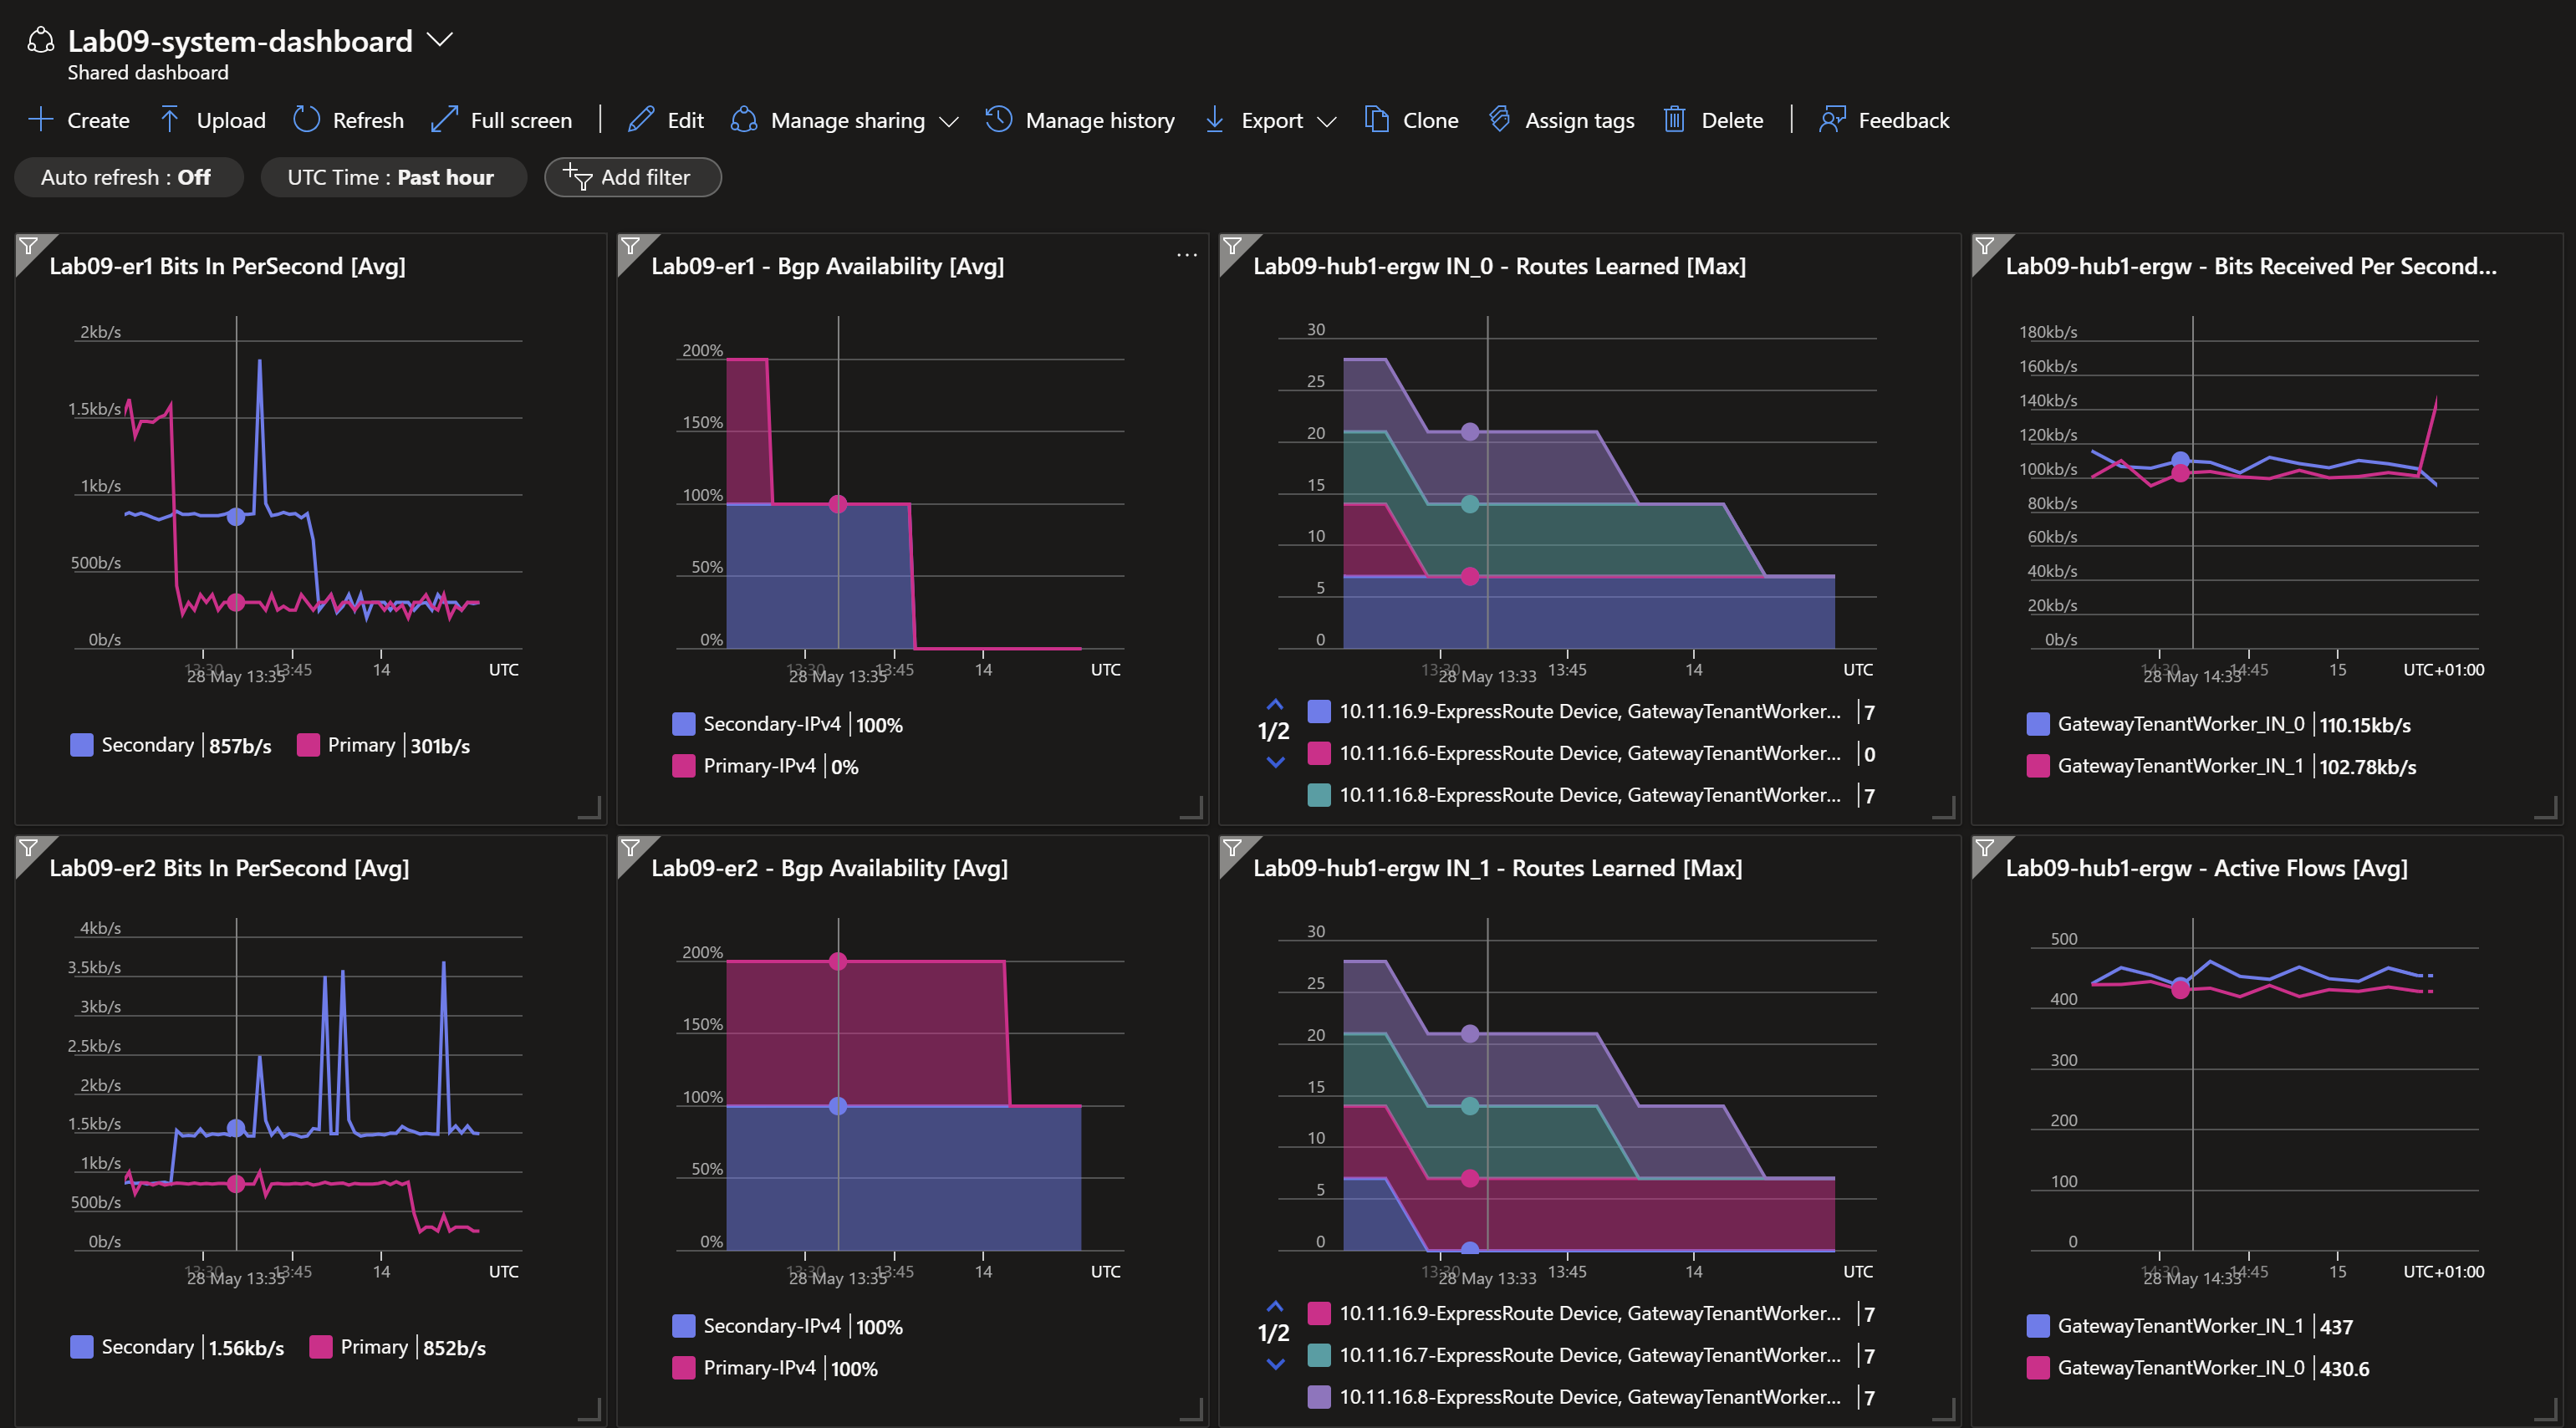 Lab09-system-dashboard
Shared dashboard
Create Upload Refresh Full screen Edit Manage sharing Manage history Export Clone Assign tags Delete Feedback
Auto refresh : Off UTC Time : Past hour Add filter
Lab09-er1 Bits In PerSecond [Avg]
2kb/s
1.5kb/s
1kb/s
500b/s
0b/s
13:30 13:45 14 UTC
28 May 13:35
Secondary 857b/s Primary 301b/s
Lab09-er1 - Bgp Availability [Avg]
...
200%
150%
100%
50%
0%
13:30 13:45 14 UTC
28 May 13:35
Secondary-IPv4 100%
Primary-IPv4 0%
Lab09-hub1-ergw IN_0 - Routes Learned [Max]
30
25
20
15
10
5
0
13:30 13:45 14 UTC
28 May 13:33
1/2
10.11.16.9-ExpressRoute Device, GatewayTenantWorker... 7
10.11.16.6-ExpressRoute Device, GatewayTenantWorker... 0
10.11.16.8-ExpressRoute Device, GatewayTenantWorker... 7
Lab09-hub1-ergw - Bits Received Per Second...
180kb/s
160kb/s
140kb/s
120kb/s
100kb/s
80kb/s
60kb/s
40kb/s
20kb/s
0b/s
14:30 14:45 15 UTC+01:00
28 May 14:33
GatewayTenantWorker_IN_0 110.15kb/s
GatewayTenantWorker_IN_1 102.78kb/s
Lab09-er2 Bits In PerSecond [Avg]
4kb/s
3.5kb/s
3kb/s
2.5kb/s
2kb/s
1.5kb/s
1kb/s
500b/s
0b/s
13:30 13:45 14 UTC
28 May 13:35
Secondary 1.56kb/s Primary 852b/s
Lab09-er2 - Bgp Availability [Avg]
200%
150%
100%
50%
0%
13:30 13:45 14 UTC
28 May 13:35
Secondary-IPv4 100%
Primary-IPv4 100%
Lab09-hub1-ergw IN_1 - Routes Learned [Max]
30
25
20
15
10
5
0
13:30 13:45 14 UTC
28 May 13:33
1/2
10.11.16.9-ExpressRoute Device, GatewayTenantWorker... 7
10.11.16.7-ExpressRoute Device, GatewayTenantWorker... 7
10.11.16.8-ExpressRoute Device, GatewayTenantWorker... 7
Lab09-hub1-ergw - Active Flows [Avg]
500
400
300
200
100
0
14:30 14:45 15 UTC+01:00
28 May 14:33
GatewayTenantWorker_IN_1 437
GatewayTenantWorker_IN_0 430.6